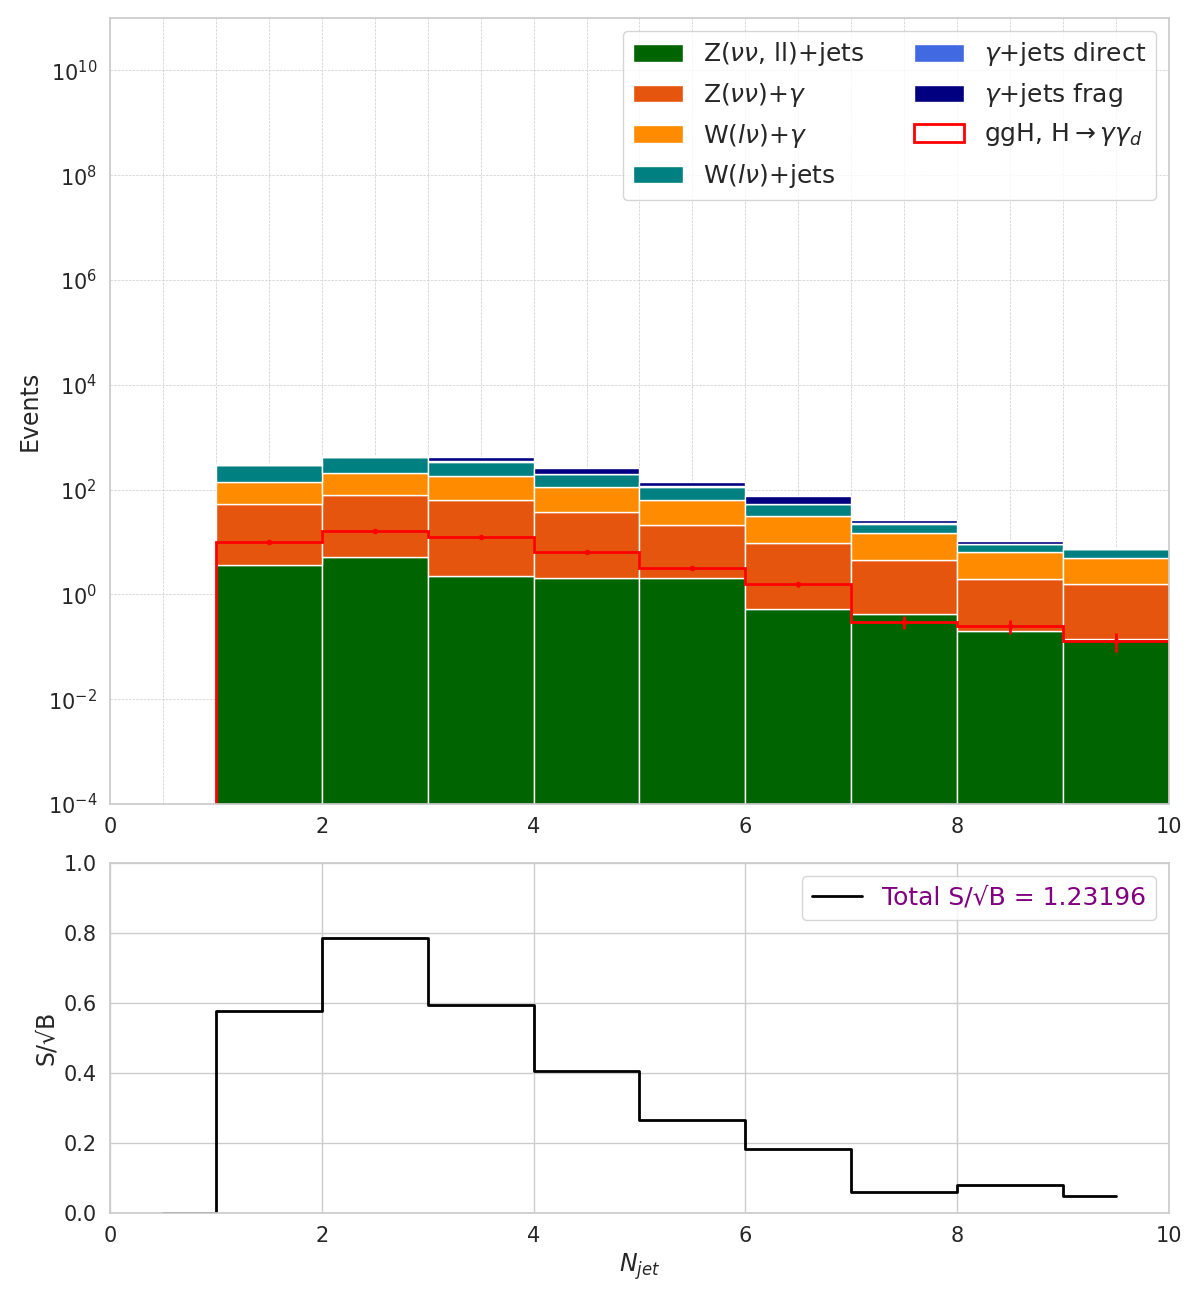 Z(νν, ll)+jets
Z(νν)+γ
W(lν)+γ
W(lν)+jets
γ+jets direct
γ+jets frag
ggH, H→γγ_d
Events
10^10
10^8
10^6
10^4
10^2
10^0
10^−2
10^−4
0 2 4 6 8 10
Total S/√B = 1.23196
S/√B
1.0
0.8
0.6
0.4
0.2
0.0
0 2 4 6 8 10
N_jet